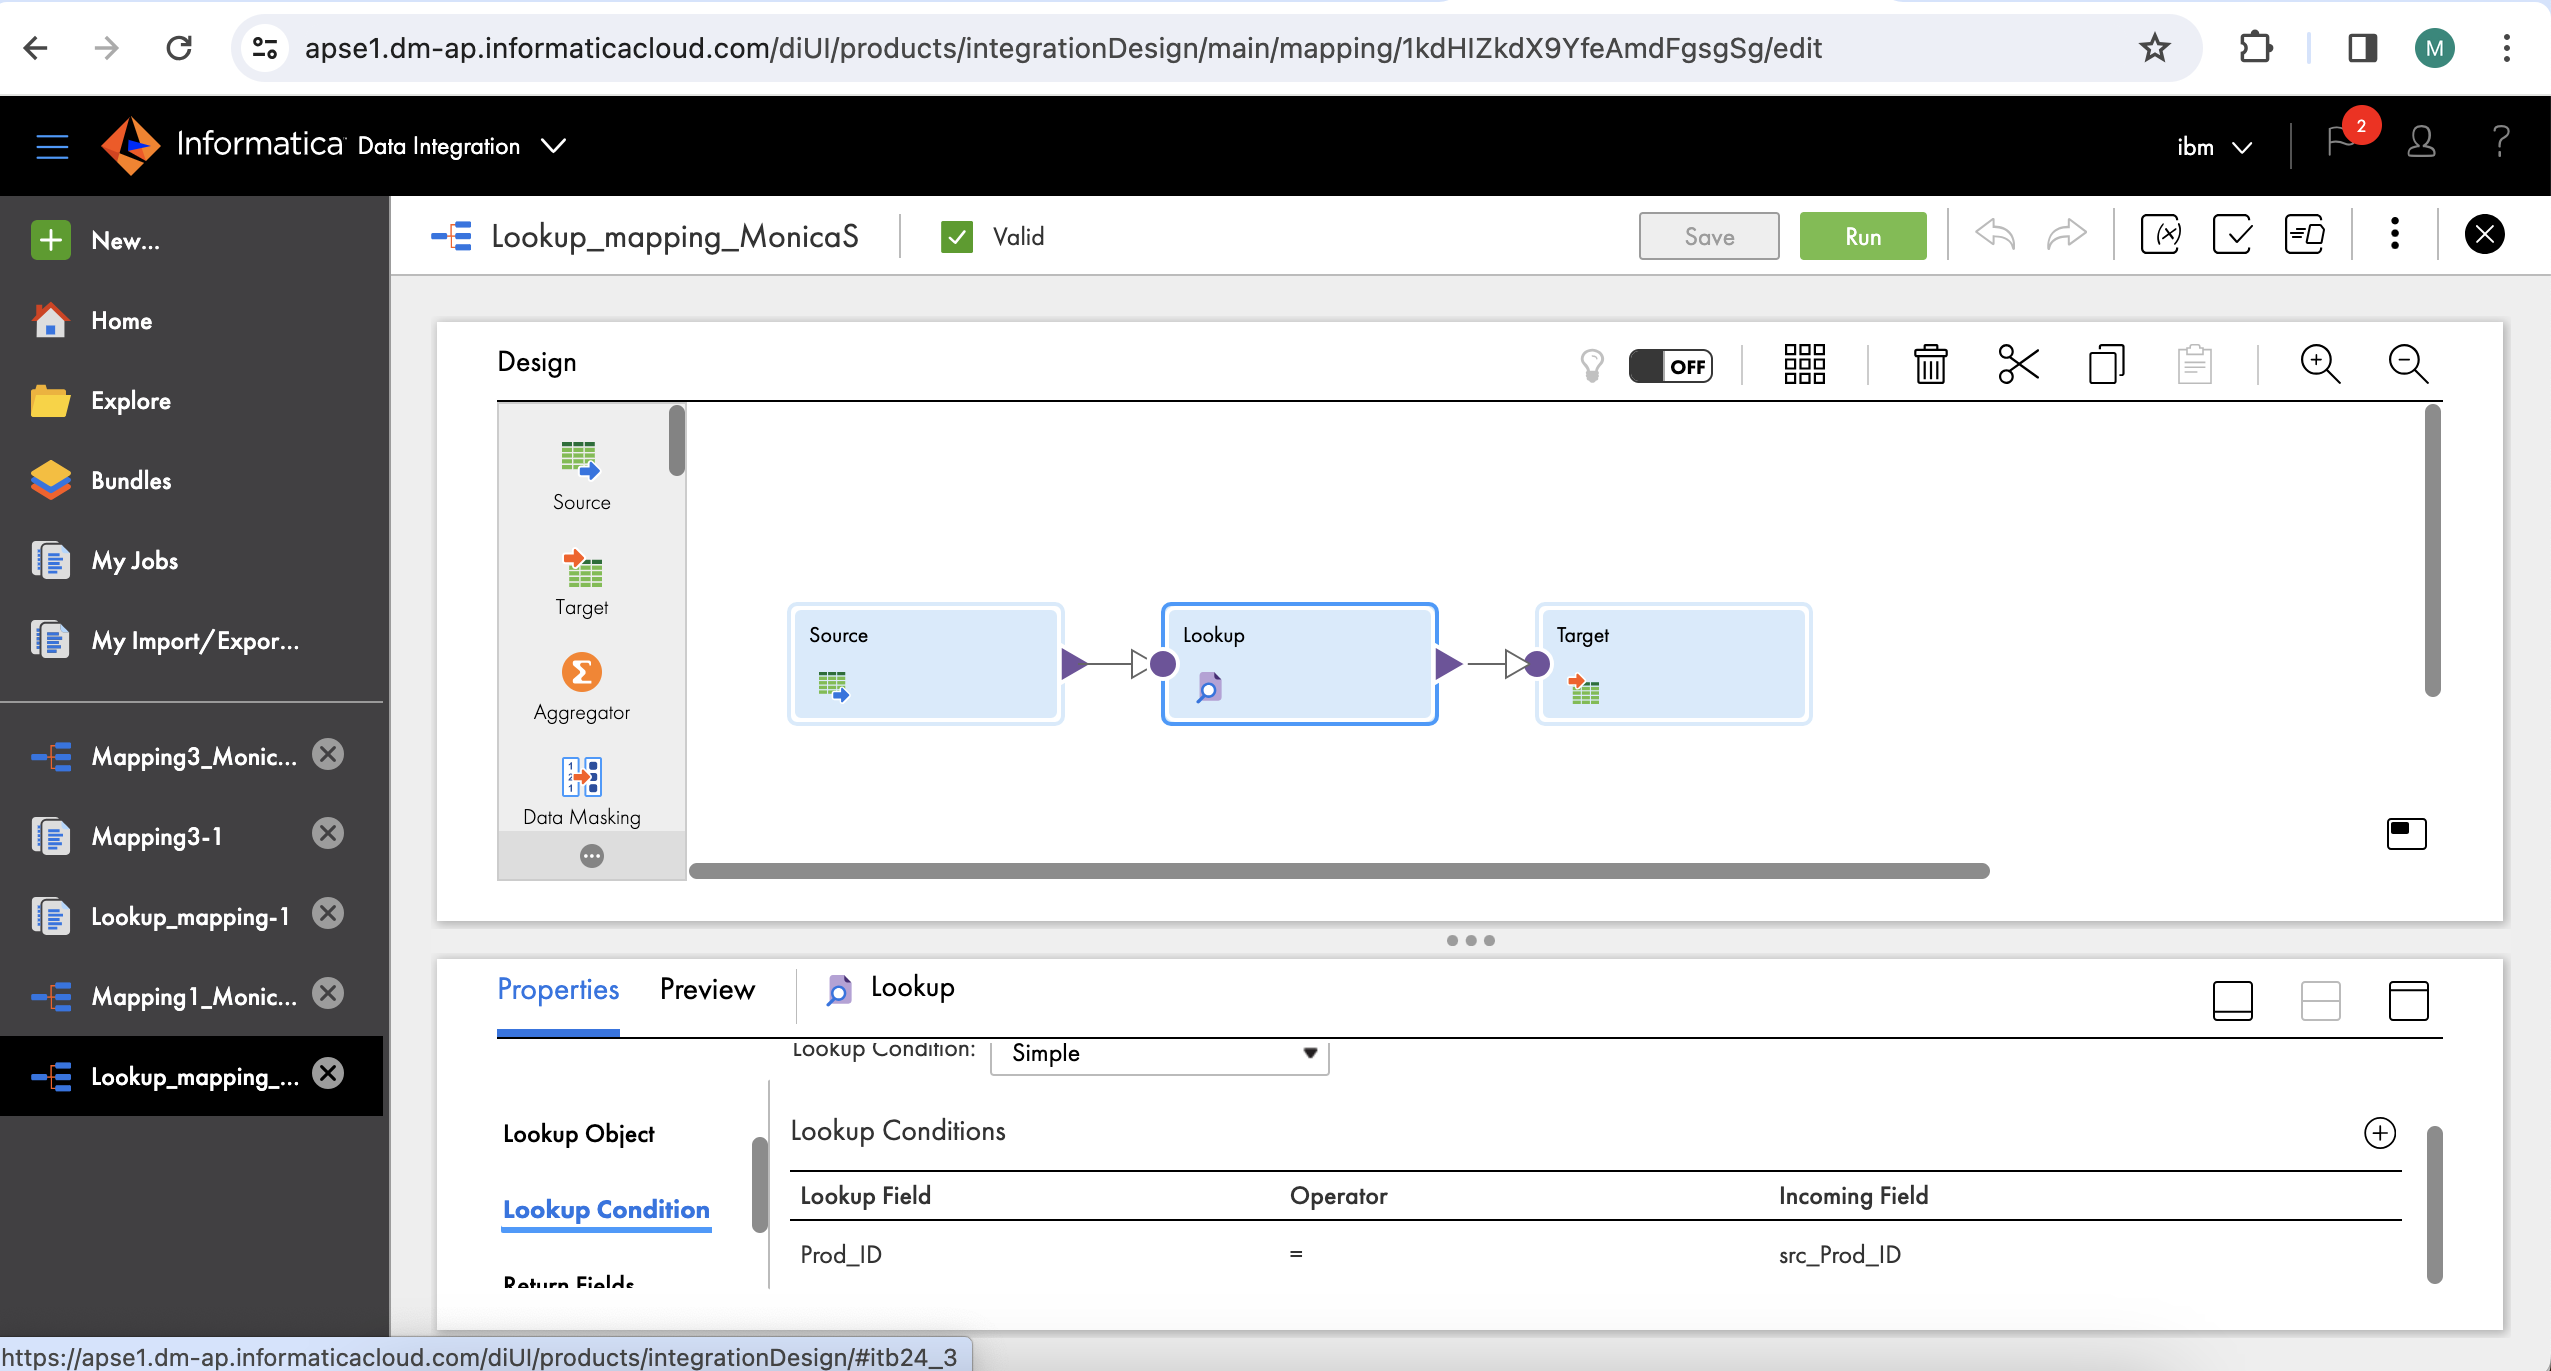 apse1.dm-ap.informaticacloud.com/diUI/products/integrationDesign/main/mapping/1kdHIZkdX9YfeAmdFgsgSg/edit
M
Informatica Data Integration
ibm
2
?
New...
Home
Explore
Bundles
My Jobs
My Import/Expor...
Mapping3_Monic...
Mapping3-1
Lookup_mapping-1
Mapping1_Monic...
Lookup_mapping_...
Lookup_mapping_MonicaS
Valid
Save
Run
Design
OFF
Source
Target
Aggregator
Data Masking
Source
Lookup
Target
Properties
Preview
Lookup
Lookup Condition:
Simple
Lookup Object
Lookup Condition
Return Fields
Lookup Conditions
Lookup Field Operator Incoming Field
Prod_ID = src_Prod_ID
https://apse1.dm-ap.informaticacloud.com/diUI/products/integrationDesign/#itb24_3